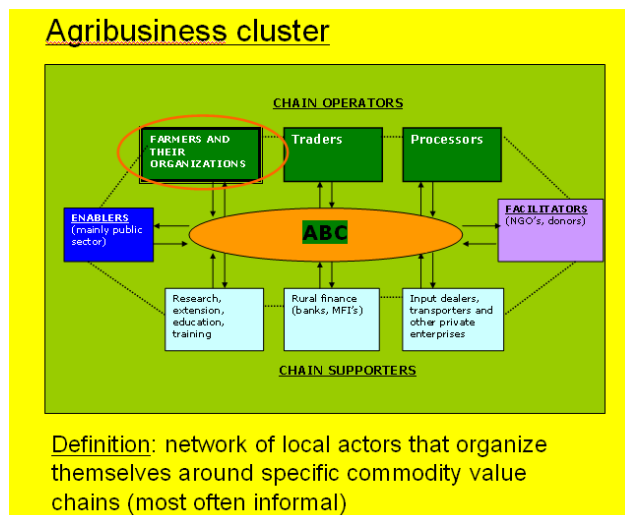 Agribusiness cluster
CHAIN OPERATORS
FARMERS AND
THEIR
ORGANIZATIONS
Traders
Processors
ENABLERS
(mainly public
sector)
ABC
FACILITATORS
(NGO's, donors)
Research,
extension,
education,
training
Rural finance
(banks, MFI's)
Input dealers,
transporters and
other private
enterprises
CHAIN SUPPORTERS
Definition: network of local actors that organize
themselves around specific commodity value
chains (most often informal)